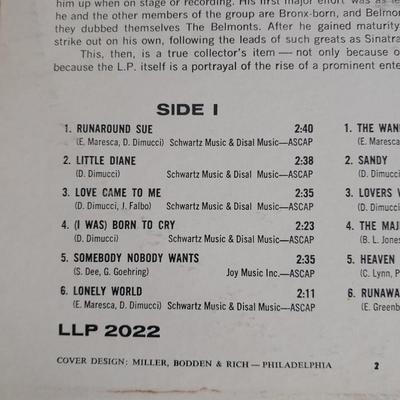 him up when on stage or recording. His first major effort was as le
he and the other members of the group are Bronx-born, and Belmon
they dubbed themselves The Belmonts. After he gained maturity
strike out on his own, following the leads of such greats as Sinatra
This, then, is a true collector's item — not only because o
because the L.P. itself is a portrayal of the rise of a prominent ente
SIDE I
1. RUNAROUND SUE 2:40
(E. Maresca, D. Dimucci) Schwartz Music & Disal Music—ASCAP
2. LITTLE DIANE 2:38
(D. Dimucci) Schwartz Music & Disal Music—ASCAP
3. LOVE CAME TO ME 2:35
(D. Dimucci, J. Falbo) Schwartz Music & Disal Music—ASCAP
4. (I WAS) BORN TO CRY 2:23
(D. Dimucci) Schwartz Music & Disal Music—ASCAP
5. SOMEBODY NOBODY WANTS 2:35
(S. Dee, G. Goehring) Joy Music Inc.—ASCAP
6. LONELY WORLD 2:11
(E. Maresca, D. Dimucci) Schwartz Music & Disal Music—ASCAP
1. THE WAN
(E. Maresca
2. SANDY
(D. Dimucci
3. LOVERS
(D. Dimucci
4. THE MAJ
(B. L. Jones
5. HEAVEN
(C. Lynn, P
6. RUNAWA
(E. Greenb
LLP 2022
COVER DESIGN: MILLER, BODDEN & RICH — PHILADELPHIA 2